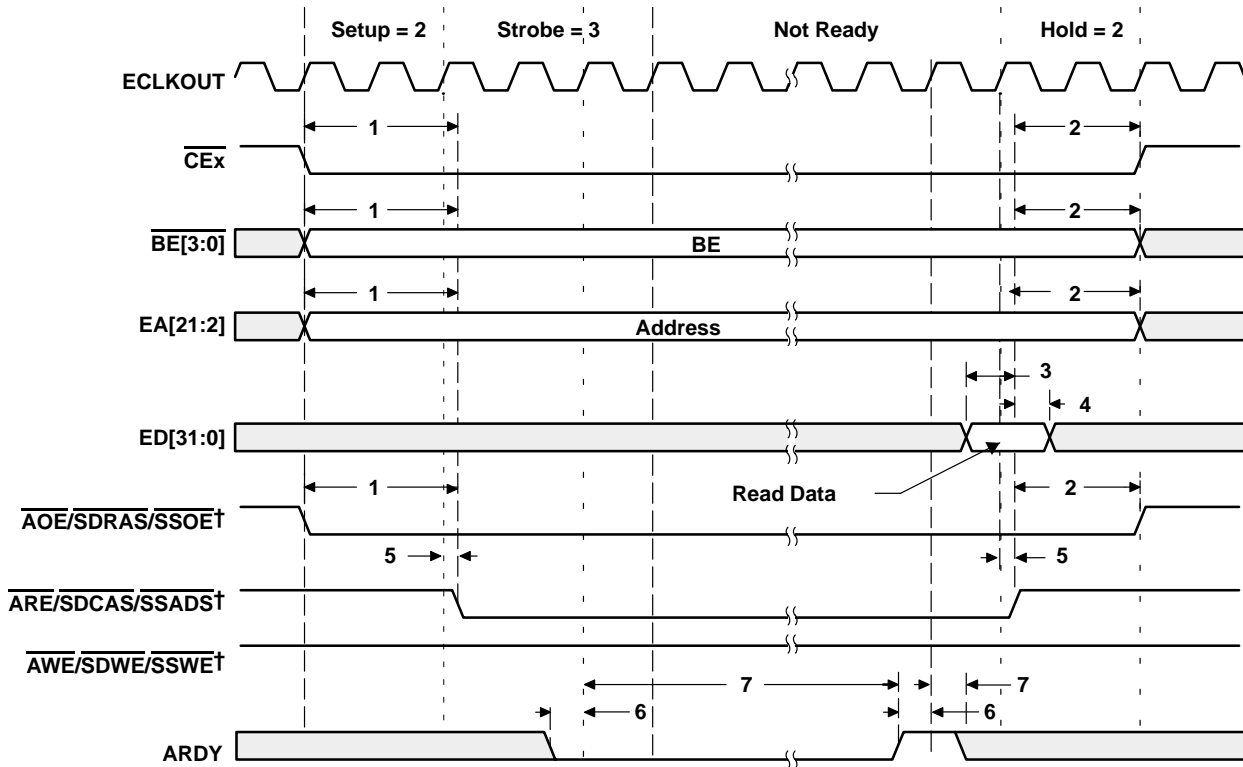 Setup = 2 Strobe = 3 Not Ready Hold = 2
ECLKOUT
1 2
CEx
1 2
BE[3:0] BE
1 2
EA[21:2] Address
3
4
ED[31:0]
Read Data
1 2
AOE/SDRAS/SSOE†
5 5
ARE/SDCAS/SSADS†
AWE/SDWE/SSWE†
7 7
6 6
ARDY